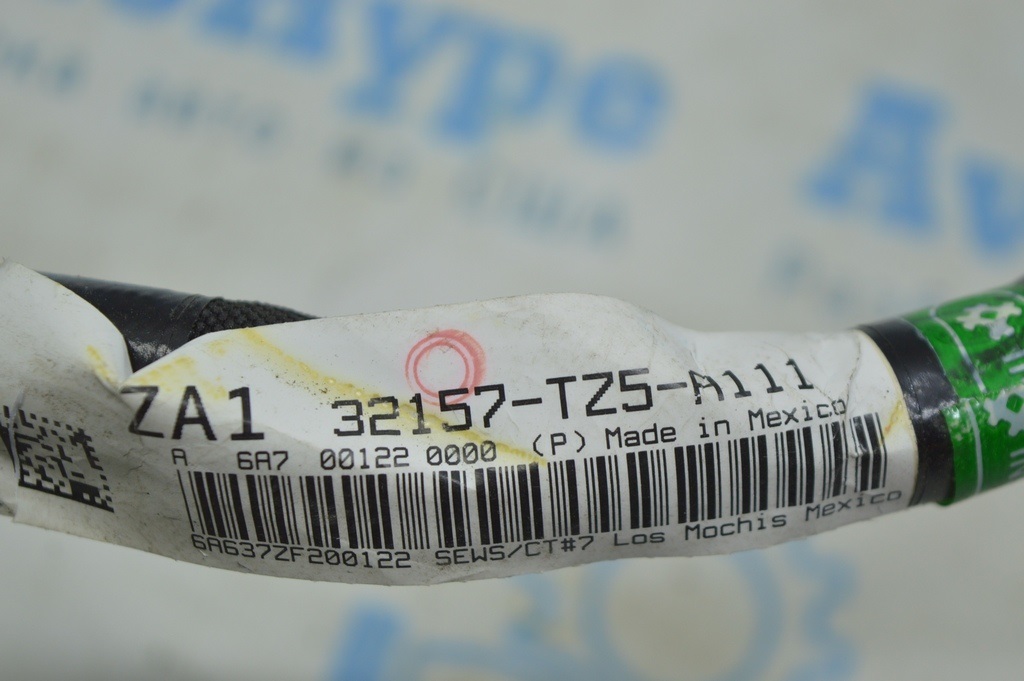 ZA1 32157-TZ5-A111
A 6A7 00122 0000 (P) Made in Mexico
6A637ZF200122 SEWS/CT#7 Los Mochis Mexico